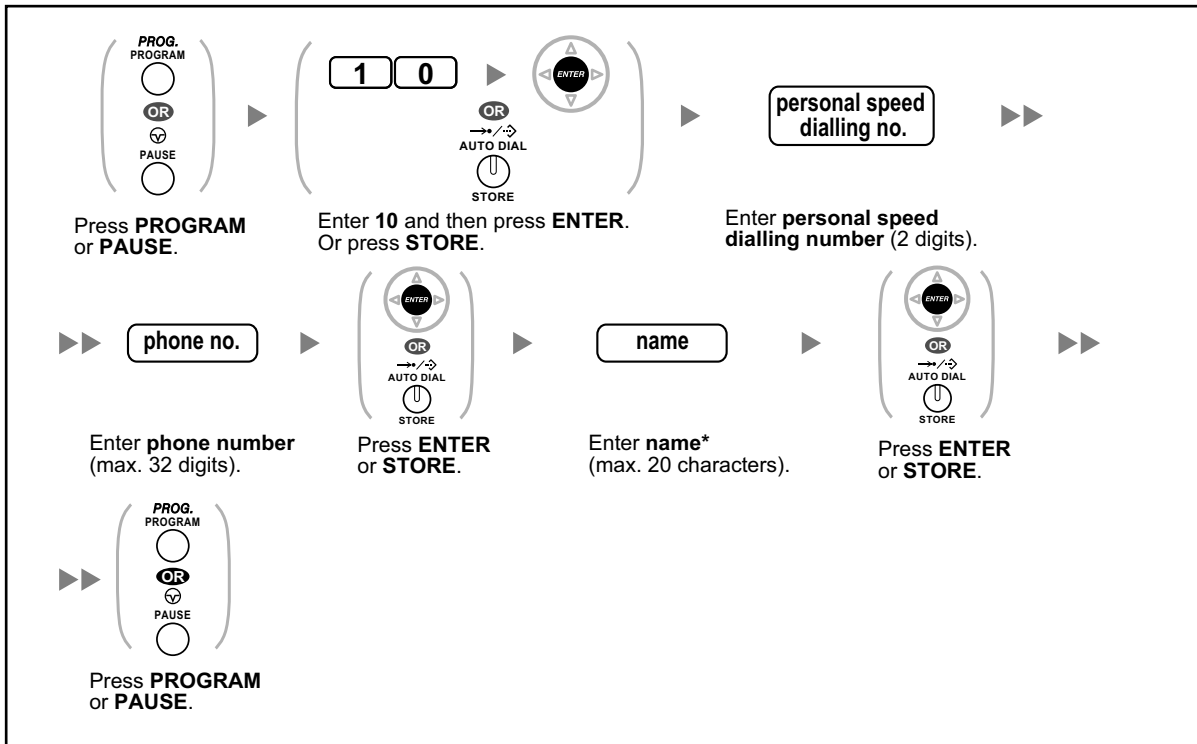 PROG.
PROGRAM
OR
PAUSE
Press PROGRAM
or PAUSE.
1 0
ENTER
OR
AUTO DIAL
STORE
Enter 10 and then press ENTER.
Or press STORE.
personal speed
dialling no.
Enter personal speed
dialling number (2 digits).
phone no.
Enter phone number
(max. 32 digits).
ENTER
OR
AUTO DIAL
STORE
Press ENTER
or STORE.
name
Enter name*
(max. 20 characters).
ENTER
OR
AUTO DIAL
STORE
Press ENTER
or STORE.
PROG.
PROGRAM
OR
PAUSE
Press PROGRAM
or PAUSE.